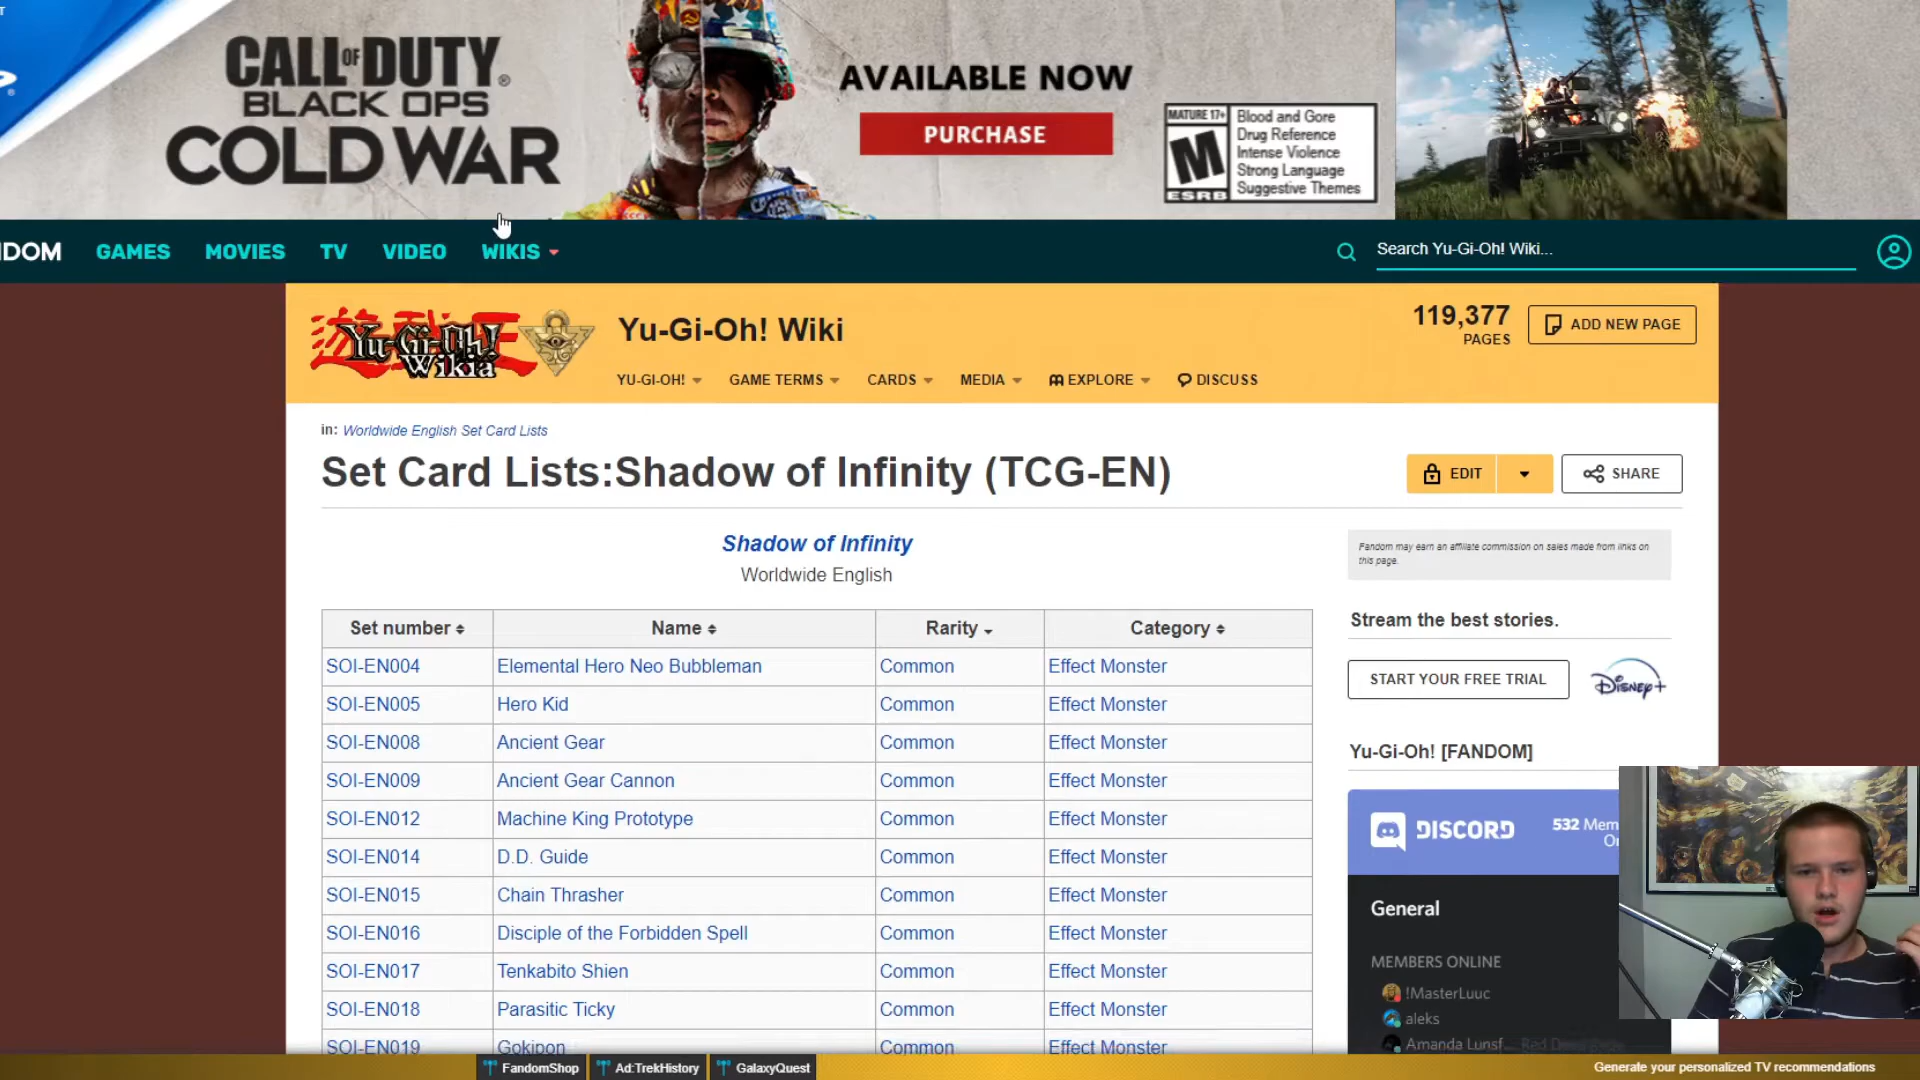 CALL OF DUTY
BLACK OPS
COLD WAR
AVAILABLE NOW
PURCHASE
MATURE 17+
M
ESRB
Blood and Gore
Drug Reference
Intense Violence
Strong Language
Suggestive Themes
NDOM
GAMES
MOVIES
TV
VIDEO
WIKIS
Search Yu-Gi-Oh! Wiki...
遊戯王
Yu-Gi-Oh!
Wikia
Yu-Gi-Oh! Wiki
119,377
PAGES
ADD NEW PAGE
YU-GI-OH!
GAME TERMS
CARDS
MEDIA
EXPLORE
DISCUSS
in: Worldwide English Set Card Lists
Set Card Lists:Shadow of Infinity (TCG-EN)
EDIT
SHARE
Shadow of Infinity
Worldwide English
Set number Name Rarity Category
SOI-EN004 Elemental Hero Neo Bubbleman Common Effect Monster
SOI-EN005 Hero Kid Common Effect Monster
SOI-EN008 Ancient Gear Common Effect Monster
SOI-EN009 Ancient Gear Cannon Common Effect Monster
SOI-EN012 Machine King Prototype Common Effect Monster
SOI-EN014 D.D. Guide Common Effect Monster
SOI-EN015 Chain Thrasher Common Effect Monster
SOI-EN016 Disciple of the Forbidden Spell Common Effect Monster
SOI-EN017 Tenkabito Shien Common Effect Monster
SOI-EN018 Parasitic Ticky Common Effect Monster
SOI-EN019 Gokipon Common Effect Monster
Fandom may earn an affiliate commission on sales made from links on
this page.
Stream the best stories.
START YOUR FREE TRIAL
Disney+
Yu-Gi-Oh! [FANDOM]
DISCORD
532 Mem
General
MEMBERS ONLINE
!MasterLuuc
aleks
Amanda Lunsf...
FandomShop
Ad:TrekHistory
GalaxyQuest
Generate your personalized TV recommendations